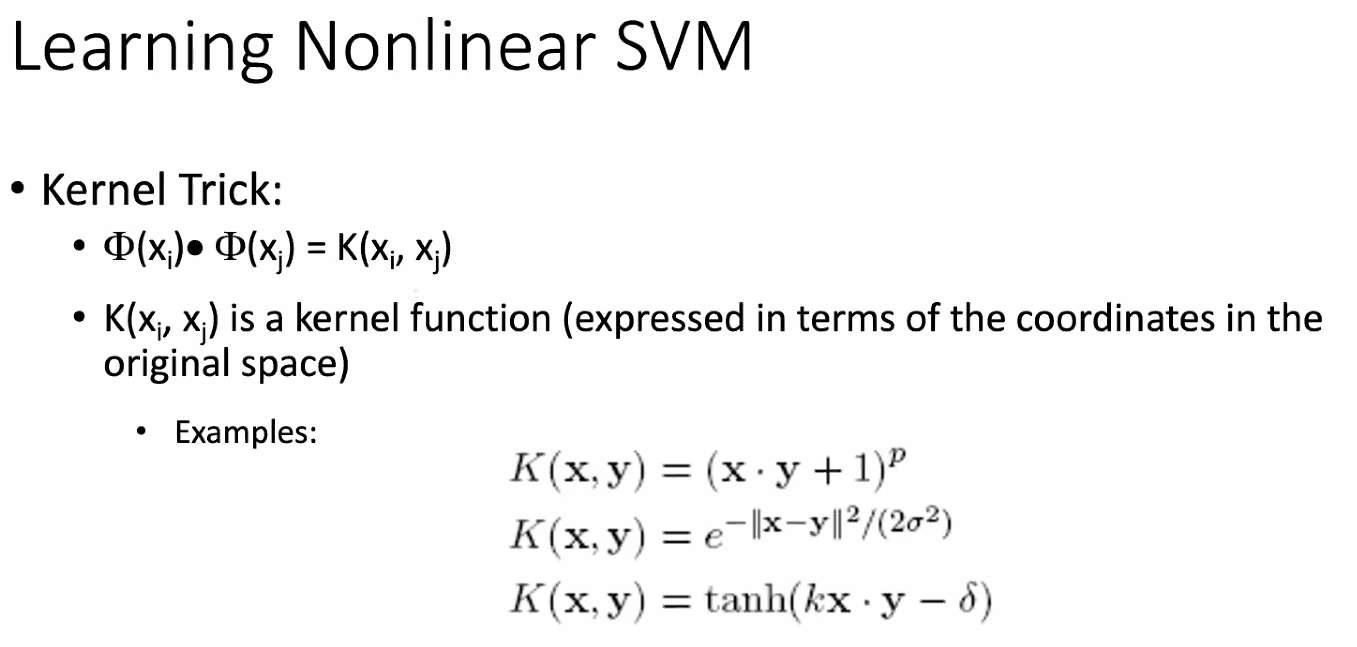 Learning Nonlinear SVM
• Kernel Trick:
• Φ(xᵢ)● Φ(xⱼ) = K(xᵢ, xⱼ)
• K(xᵢ, xⱼ) is a kernel function (expressed in terms of the coordinates in the
original space)
• Examples:
K(x, y) = (x · y + 1)ᵖ
K(x, y) = e^{−‖x−y‖²/(2σ²)}
K(x, y) = tanh(kx · y − δ)